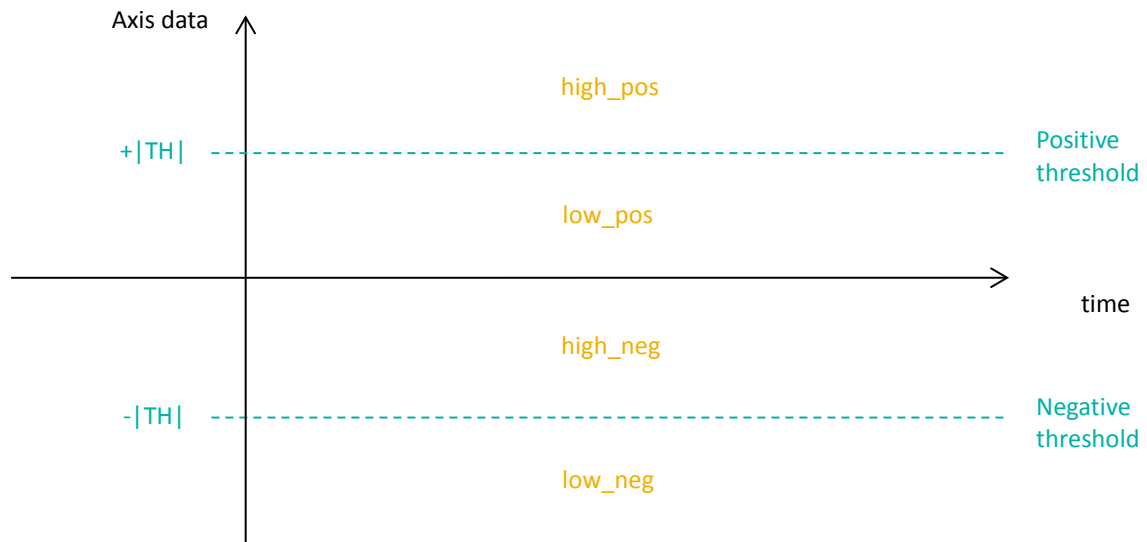 Axis data
high_pos
+|TH|
Positive
threshold
low_pos
time
high_neg
-|TH|
Negative
threshold
low_neg